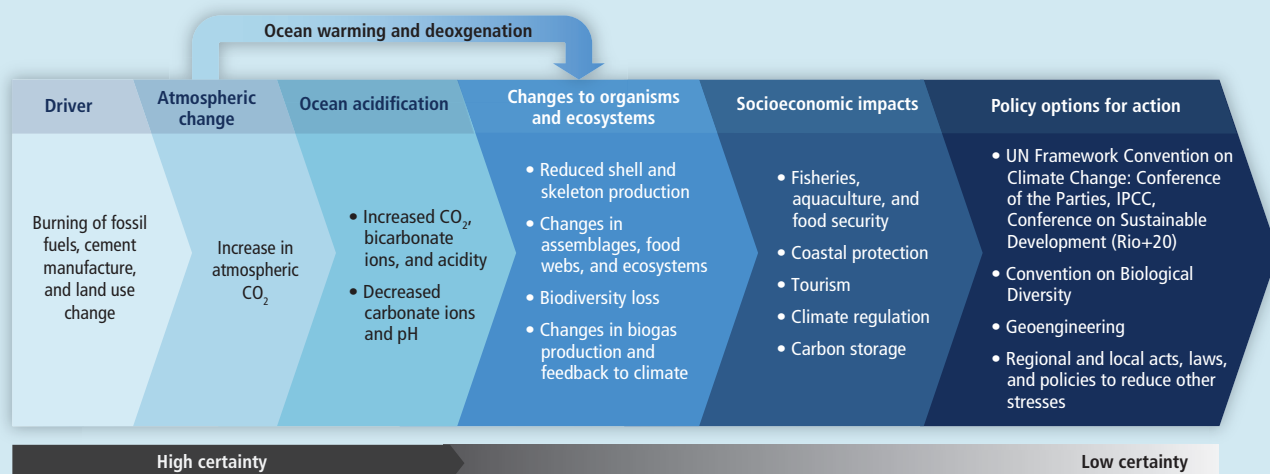 Ocean warming and deoxgenation
Driver
Atmospheric
change
Ocean acidification
Changes to organisms
and ecosystems
Socioeconomic impacts
Policy options for action
Burning of fossil
fuels, cement
manufacture,
and land use
change
Increase in
atmospheric
CO₂
• Increased CO₂,
bicarbonate
ions, and acidity
• Decreased
carbonate ions
and pH
• Reduced shell and
skeleton production
• Changes in
assemblages, food
webs, and ecosystems
• Biodiversity loss
• Changes in biogas
production and
feedback to climate
• Fisheries,
aquaculture, and
food security
• Coastal protection
• Tourism
• Climate regulation
• Carbon storage
• UN Framework Convention on
Climate Change: Conference
of the Parties, IPCC,
Conference on Sustainable
Development (Rio+20)
• Convention on Biological
Diversity
• Geoengineering
• Regional and local acts, laws,
and policies to reduce other
stresses
High certainty
Low certainty